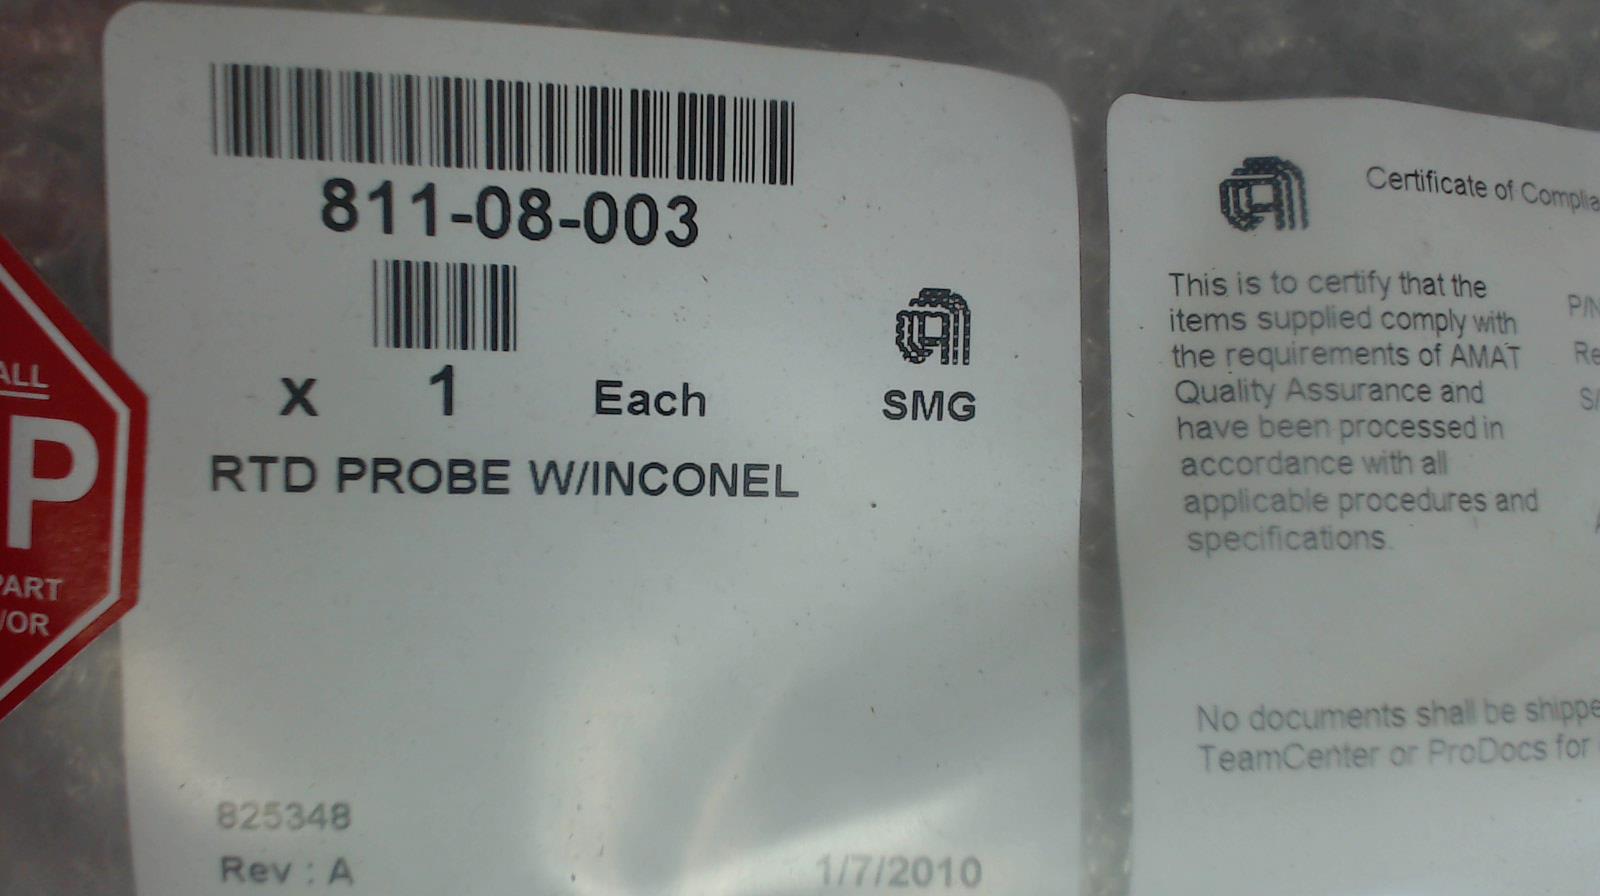 811-08-003
x 1 Each
SMG
RTD PROBE W/INCONEL
825348
Rev : A
1/7/2010
ALL
P
PART
/OR
Certificate of
This is to certify that the
items supplied comply with
the requirements of AMAT
Quality Assurance and
have been processed in
accordance with all
applicable procedures and
specifications.
P/N
No documents shall be
TeamCenter or ProDocs for